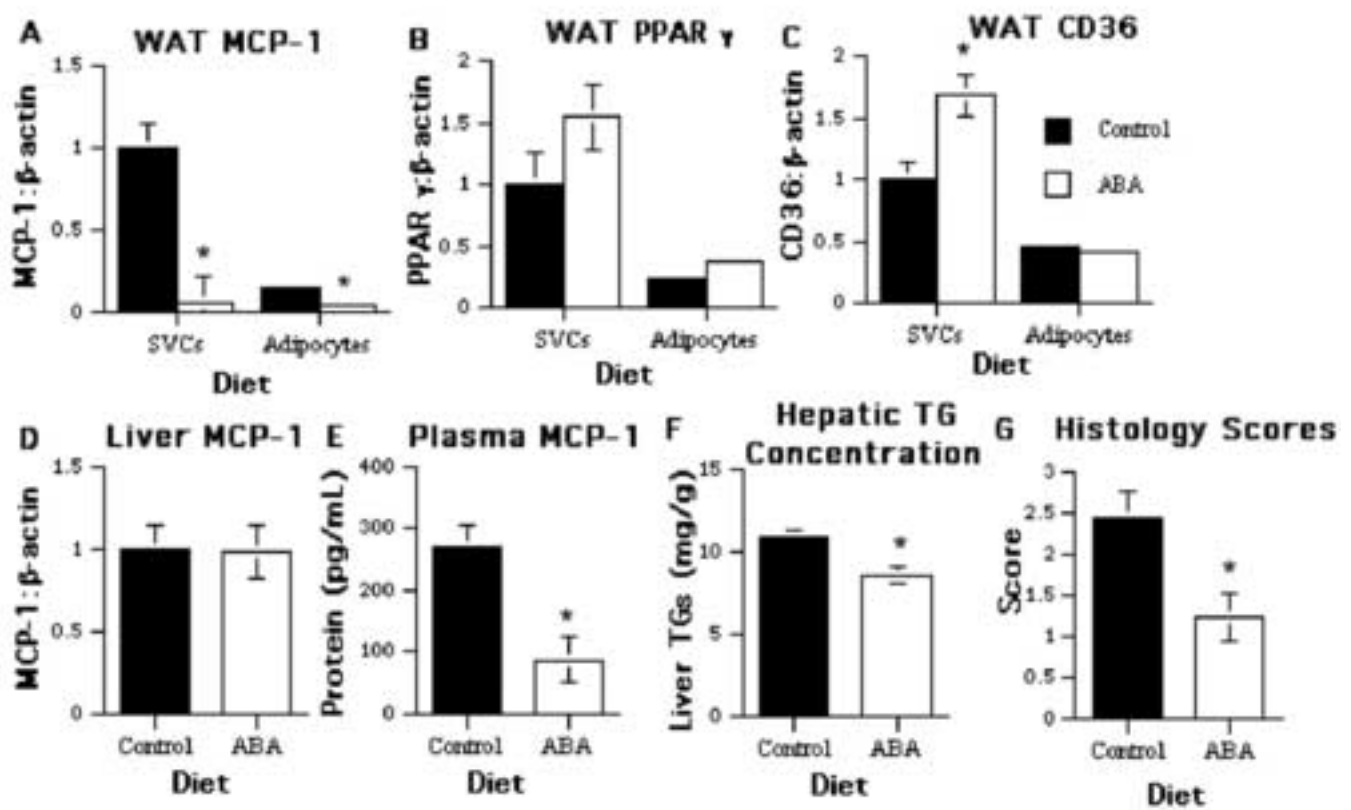 A
WAT MCP-1
1.5
1
0.5
0
MCP-1:β-actin
SVCs
Adipocytes
Diet
B
WAT PPAR γ
2
1.5
1
0.5
0
PPAR γ:β-actin
SVCs
Adipocytes
Diet
C
WAT CD36
2
1.5
1
0.5
0
CD36:β-actin
SVCs
Adipocytes
Diet
Control
ABA
*
*
*
D
Liver MCP-1
1.5
1
0.5
0
MCP-1:β-actin
Control
ABA
Diet
E
Plasma MCP-1
400
300
200
100
0
Protein (pg/mL)
*
Control
ABA
Diet
F
Hepatic TG
Concentration
15
10
5
0
Liver TGs (mg/g)
*
Control
ABA
Diet
G
Histology Scores
3
2.5
2
1.5
1
0.5
0
Score
*
Control
ABA
Diet